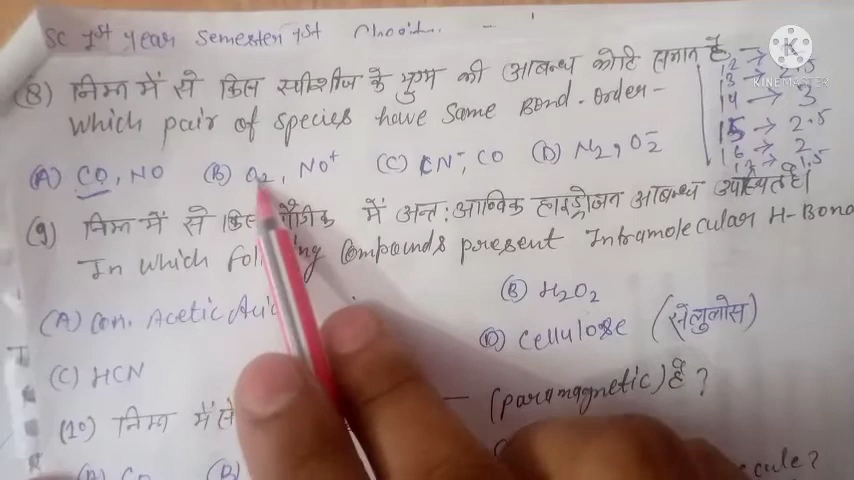 SC 1st year Semester 1st
(8) निम्न में से किस स्पीशीज के युग्म की आबन्ध कोटि समान है
Which pair of species have Same Bond-order-
(A) CO, NO (B) O2, NO+ (C) CN-, CO (D) N2, O2-
12 →
13 → .5
14 → 3
15 → 2.5
16 → 2
17 → 1.5
KINEMASTER
(9) निम्न में से किस यौगिक में अन्तः आण्विक हाइड्रोजन आबन्ध उपस्थित है।
In which Compounds present Intramolecular H-Bond
(A) Con. Acetic Acid
(B) H2O2
(C) HCN
(D) Cellulose (सेलुलोस)
(10) निम्न में से (paramagnetic) है?
(A) CO (B)